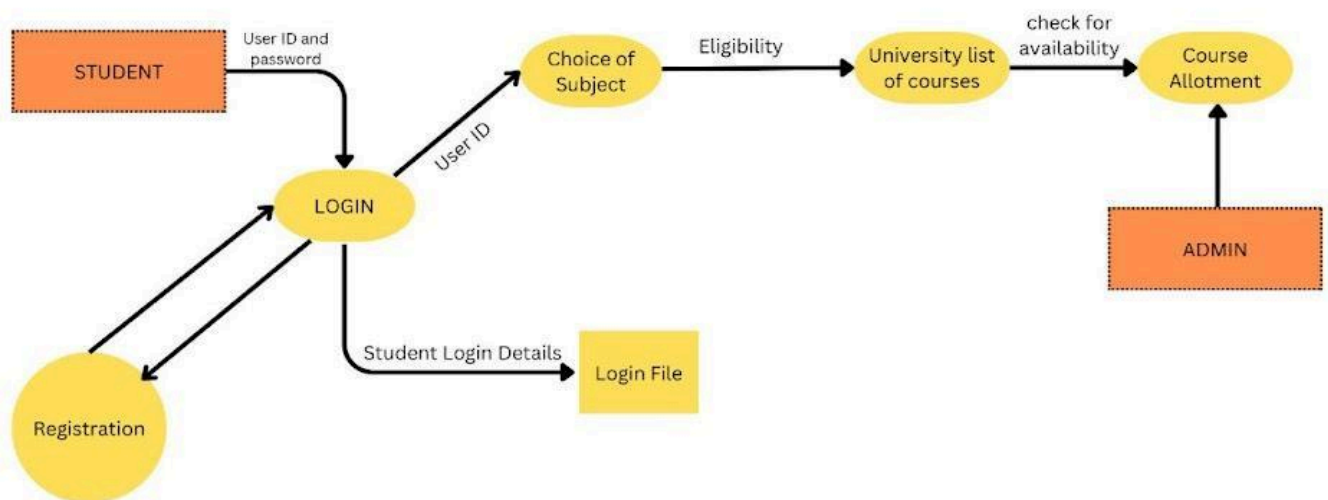 STUDENT
User ID and
password
LOGIN
User ID
Choice of
Subject
Eligibility
University list
of courses
check for
availability
Course
Allotment
ADMIN
Student Login Details
Login File
Registration